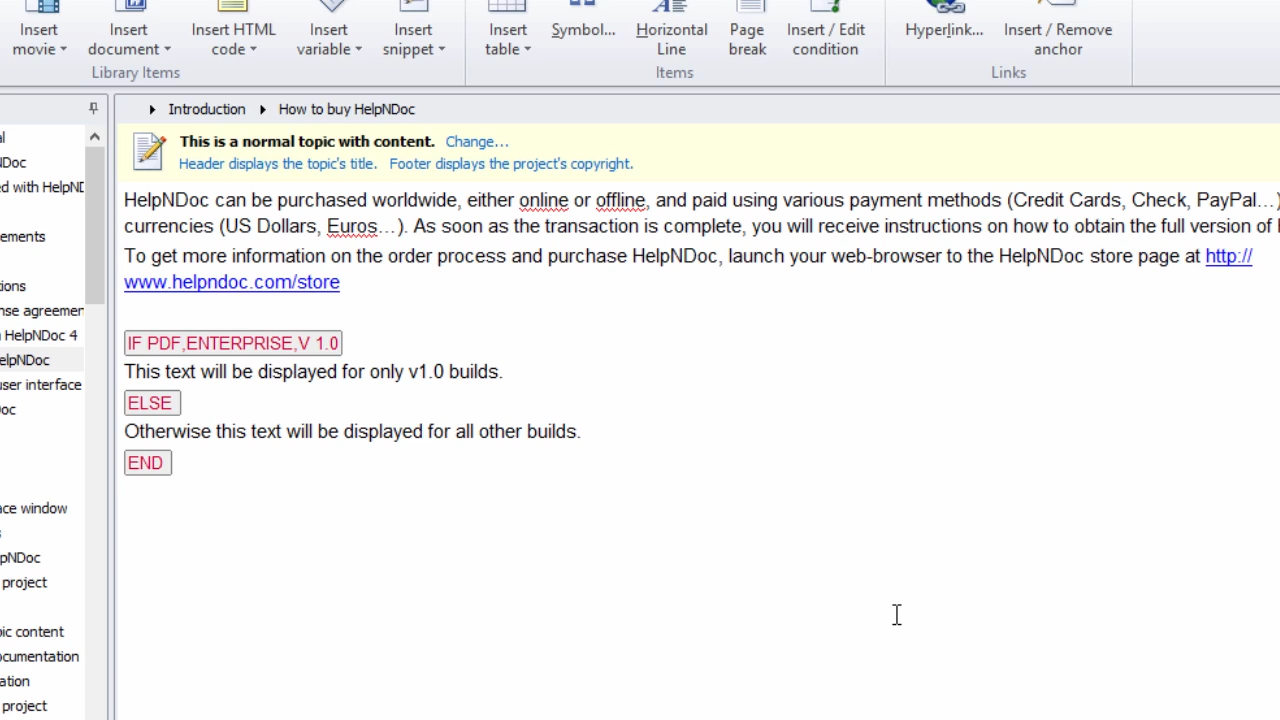 Insert movie
Insert document
Insert HTML code
Insert variable
Insert snippet
Insert table
Symbol...
Horizontal Line
Page break
Insert / Edit condition
Hyperlink...
Insert / Remove anchor
Library Items
Items
Links
Introduction
How to buy HelpNDoc
This is a normal topic with content. Change...
Header displays the topic's title. Footer displays the project's copyright.
HelpNDoc can be purchased worldwide, either online or offline, and paid using various payment methods (Credit Cards, Check, PayPal...)
currencies (US Dollars, Euros...). As soon as the transaction is complete, you will receive instructions on how to obtain the full version of
To get more information on the order process and purchase HelpNDoc, launch your web-browser to the HelpNDoc store page at http://
www.helpndoc.com/store
IF PDF,ENTERPRISE,V 1.0
This text will be displayed for only v1.0 builds.
ELSE
Otherwise this text will be displayed for all other builds.
END
al
NDoc
ed with HelpND
ements
tions
nse agreemen
HelpNDoc 4
elpNDoc
user interface
Doc
ace window
s
pNDoc
project
pic content
ocumentation
ation
project